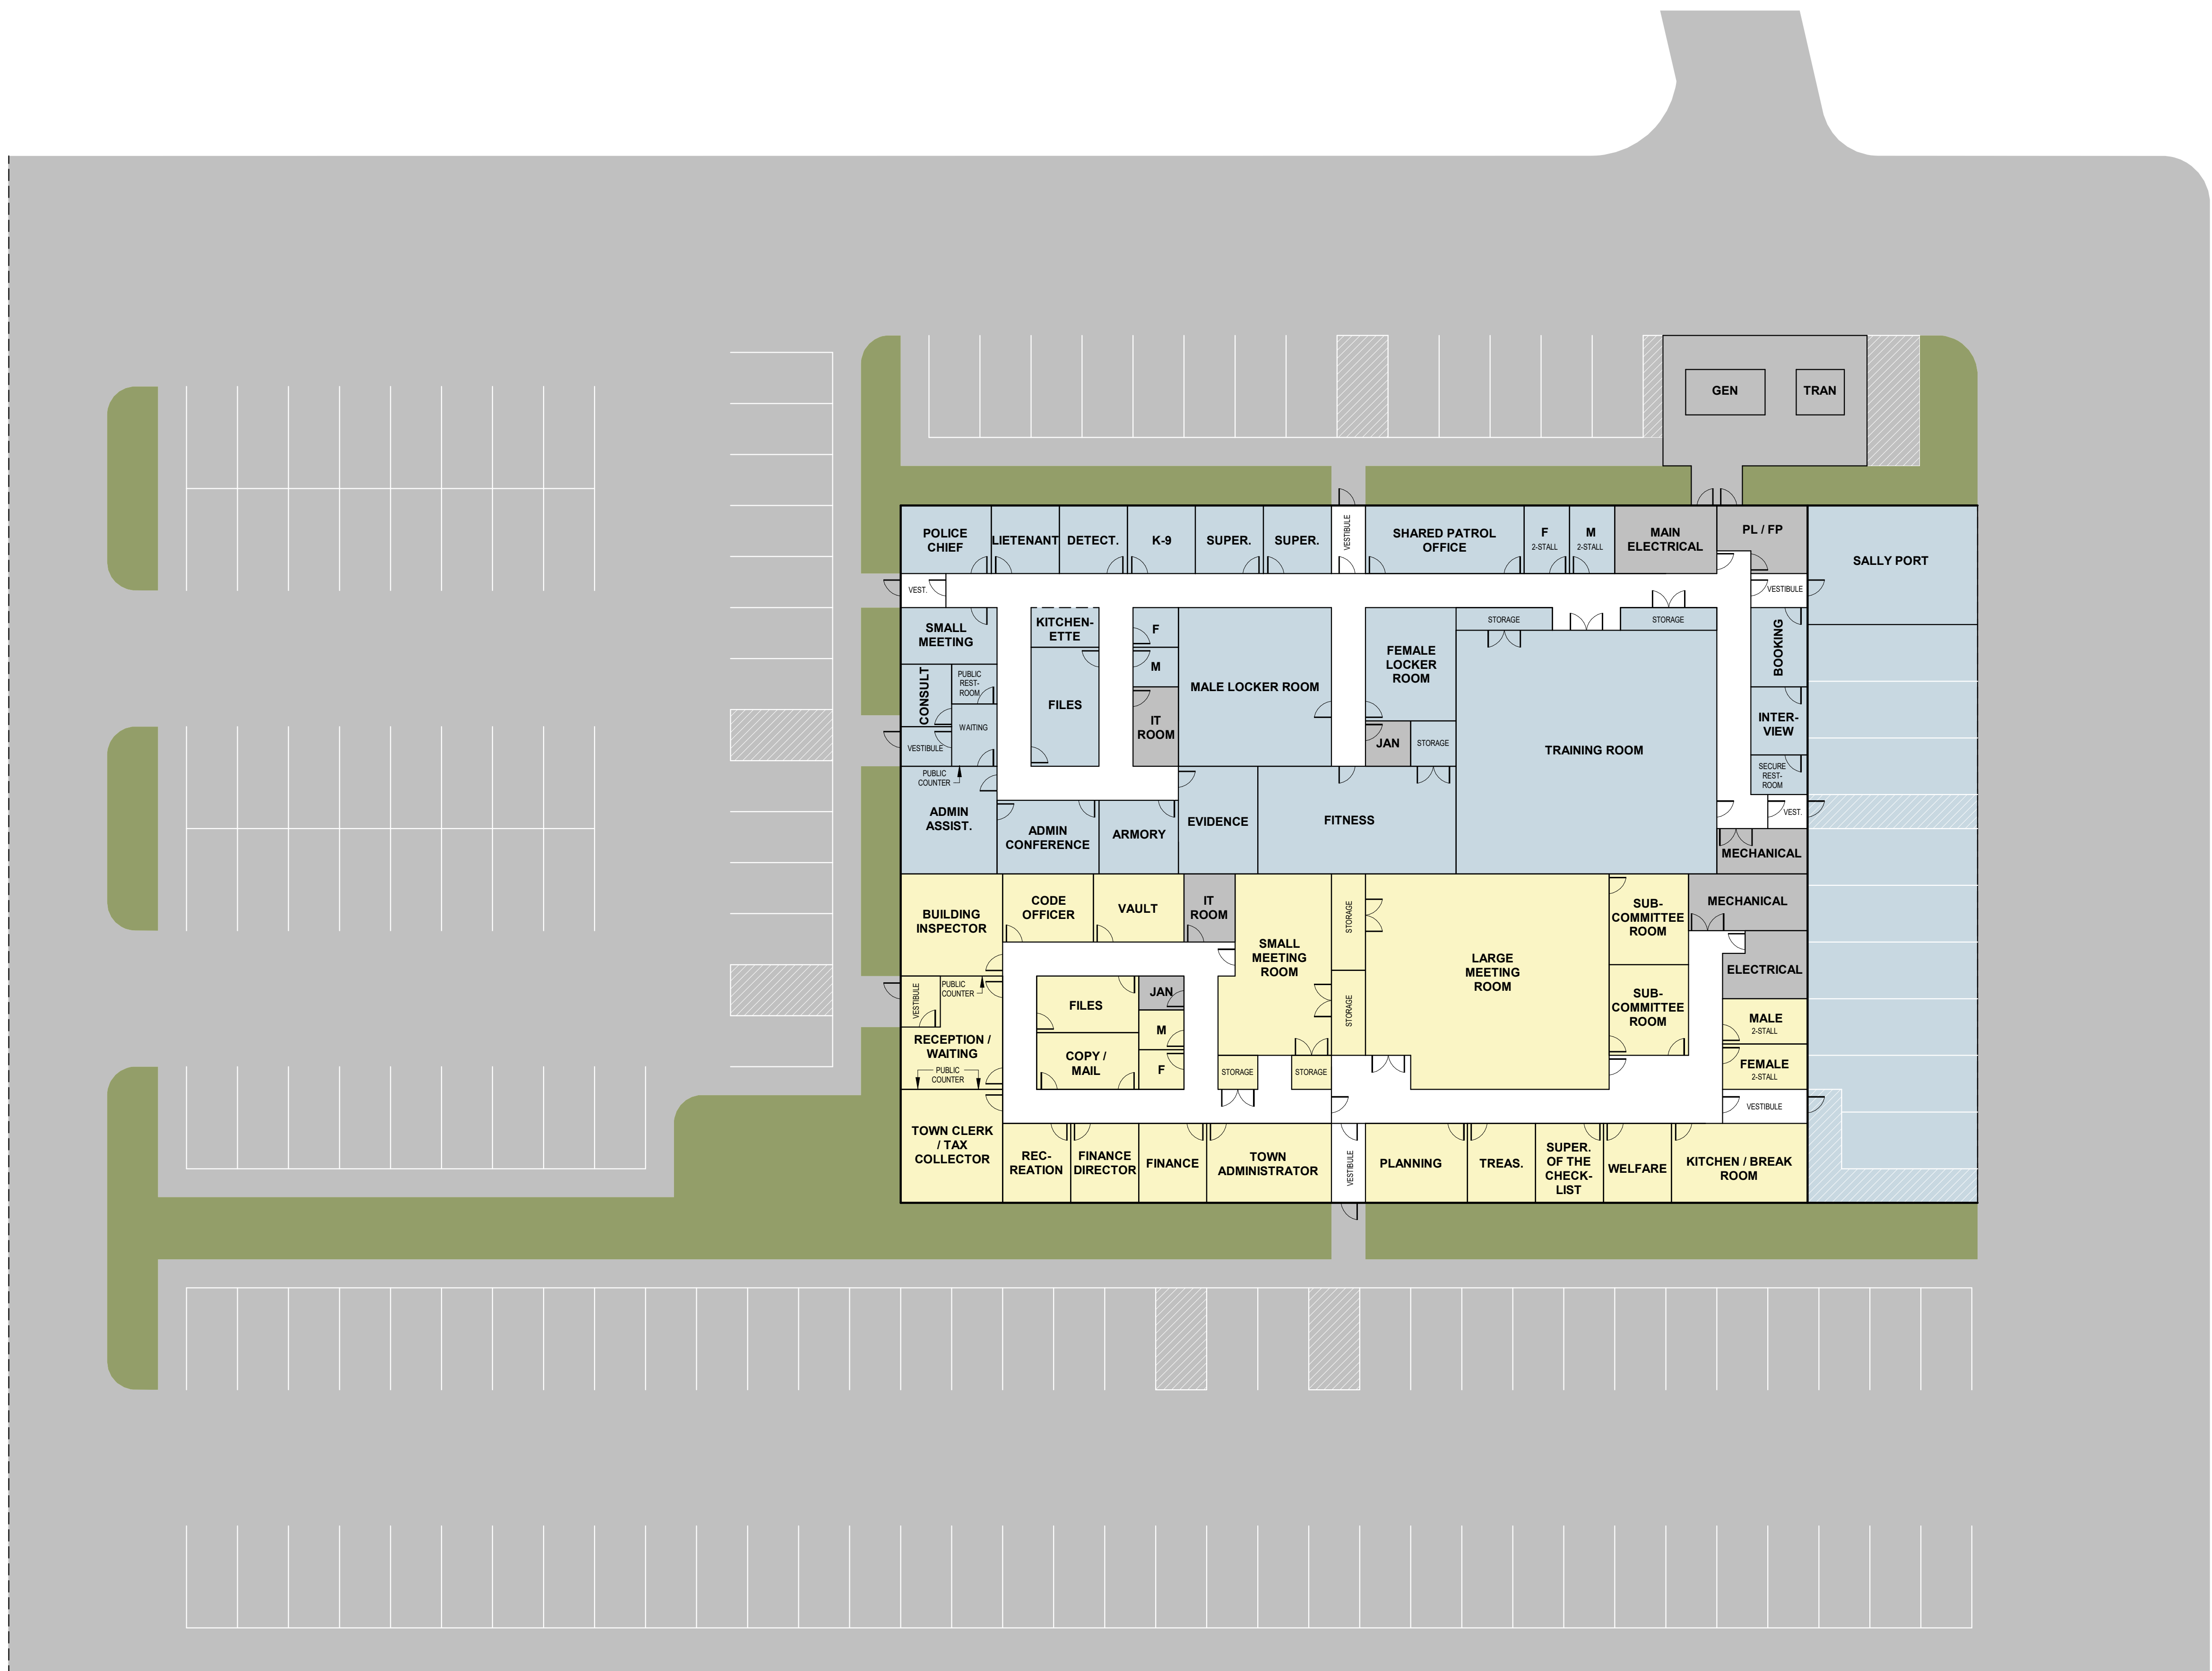 GEN
TRAN
POLICE
CHIEF
LIETENANT
DETECT.
K-9
SUPER.
SUPER.
VESTIBULE
SHARED PATROL
OFFICE
F
2-STALL
M
2-STALL
MAIN
ELECTRICAL
PL / FP
SALLY PORT
VEST.
VESTIBULE
SMALL
MEETING
KITCHEN-
ETTE
F
M
IT
ROOM
MALE LOCKER ROOM
FEMALE
LOCKER
ROOM
STORAGE
STORAGE
BOOKING
CONSULT
PUBLIC
REST-
ROOM
WAITING
VESTIBULE
FILES
JAN
STORAGE
TRAINING ROOM
INTER-
VIEW
SECURE
REST-
ROOM
PUBLIC
COUNTER
ADMIN
ASSIST.
ADMIN
CONFERENCE
ARMORY
EVIDENCE
FITNESS
VEST.
MECHANICAL
BUILDING
INSPECTOR
CODE
OFFICER
VAULT
IT
ROOM
SMALL
MEETING
ROOM
STORAGE
STORAGE
LARGE
MEETING
ROOM
SUB-
COMMITTEE
ROOM
SUB-
COMMITTEE
ROOM
MECHANICAL
ELECTRICAL
VESTIBULE
PUBLIC
COUNTER
FILES
JAN
M
F
COPY /
MAIL
RECEPTION /
WAITING
PUBLIC
COUNTER
STORAGE
STORAGE
MALE
2-STALL
FEMALE
2-STALL
VESTIBULE
TOWN CLERK
/ TAX
COLLECTOR
REC-
REATION
FINANCE
DIRECTOR
FINANCE
TOWN
ADMINISTRATOR
VESTIBULE
PLANNING
TREAS.
SUPER.
OF THE
CHECK-
LIST
WELFARE
KITCHEN / BREAK
ROOM